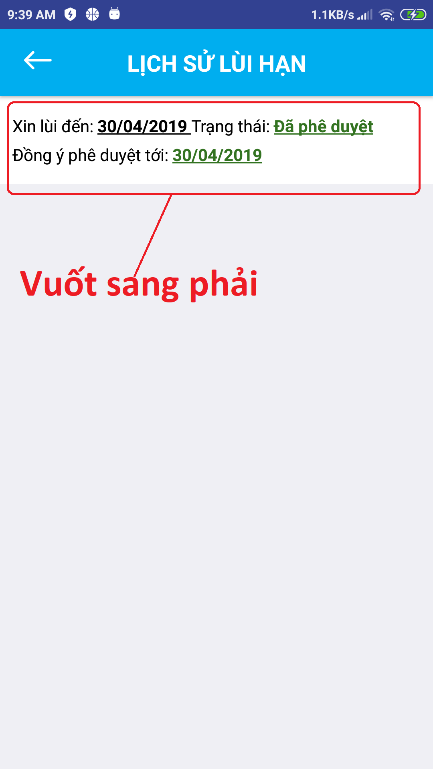 9:39 AM 1.1KB/s
LỊCH SỬ LÙI HẠN
Xin lùi đến: 30/04/2019 Trạng thái: Đã phê duyệt
Đồng ý phê duyệt tới: 30/04/2019
Vuốt sang phải